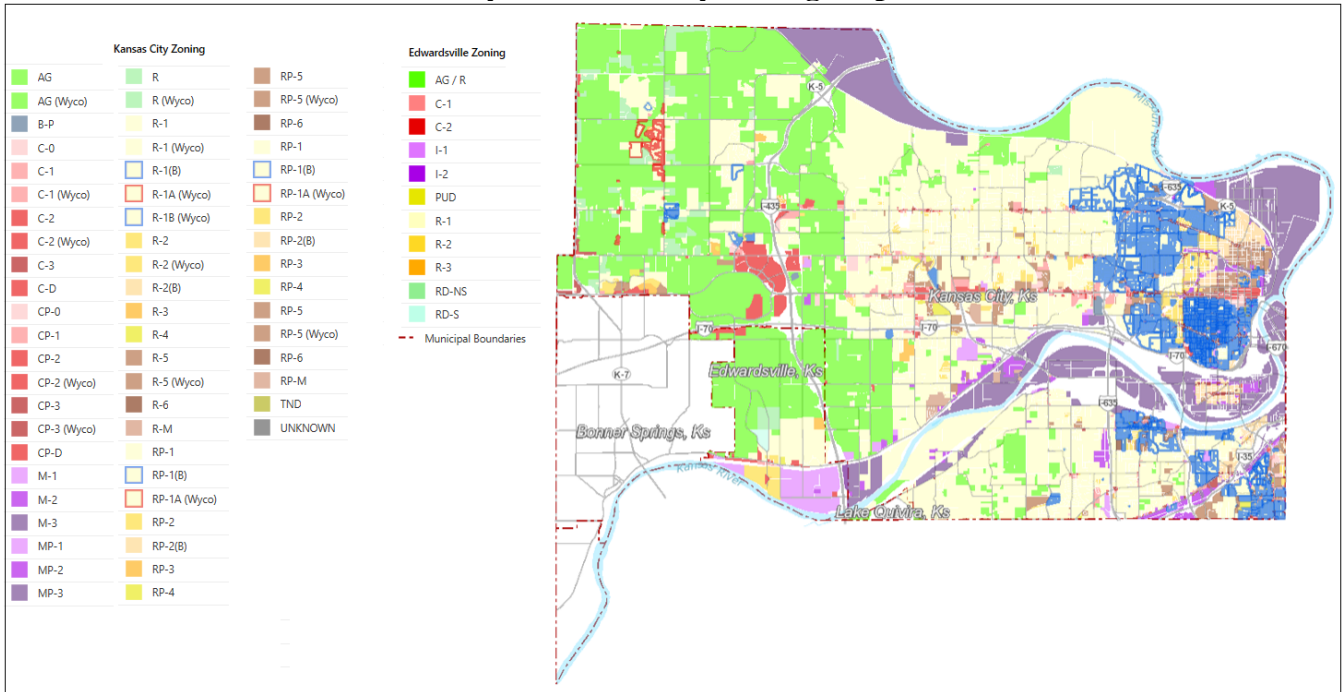 Kansas City Zoning
AG
AG (Wyco)
B-P
C-0
C-1
C-1 (Wyco)
C-2
C-2 (Wyco)
C-3
C-D
CP-0
CP-1
CP-2
CP-2 (Wyco)
CP-3
CP-3 (Wyco)
CP-D
M-1
M-2
M-3
MP-1
MP-2
MP-3
R
R (Wyco)
R-1
R-1 (Wyco)
R-1(B)
R-1A (Wyco)
R-1B (Wyco)
R-2
R-2 (Wyco)
R-2(B)
R-3
R-4
R-5
R-5 (Wyco)
R-6
R-M
RP-1
RP-1(B)
RP-1A (Wyco)
RP-2
RP-2(B)
RP-3
RP-4
RP-5
RP-5 (Wyco)
RP-6
RP-1
RP-1(B)
RP-1A (Wyco)
RP-2
RP-2(B)
RP-3
RP-4
RP-5
RP-5 (Wyco)
RP-6
RP-M
TND
UNKNOWN
Edwardsville Zoning
AG / R
C-1
C-2
I-1
I-2
PUD
R-1
R-2
R-3
RD-NS
RD-S
Municipal Boundaries
K-5
I-635
K-5
I-435
Kansas City, Ks
I-70
I-70
I-70
I-670
K-7
Edwardsville, Ks
I-635
Bonner Springs, Ks
I-35
Kansas River
Lake Quivira, Ks